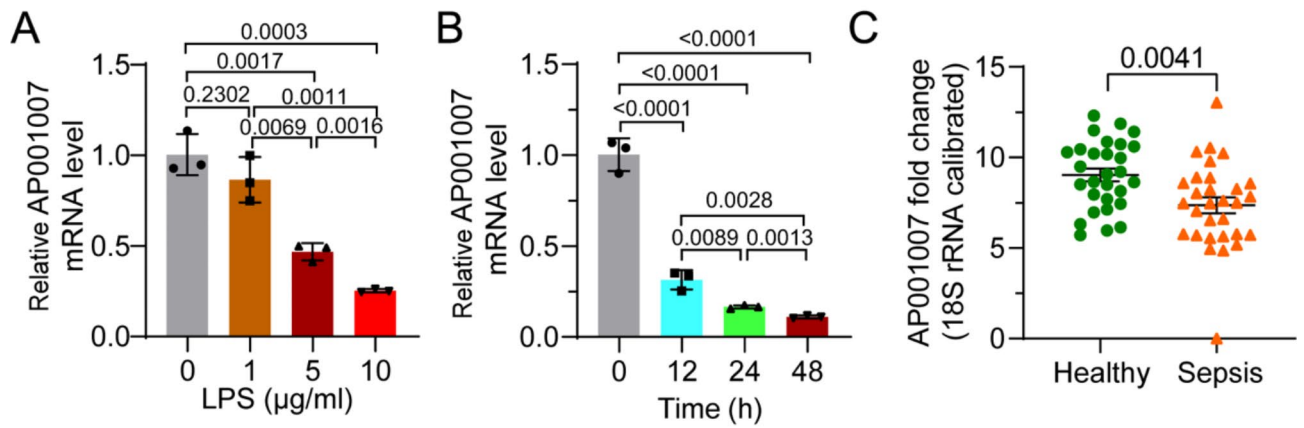 A
Relative AP001007
mRNA level
0.0003
0.0017
0.2302
0.0011
0.0069
0.0016
1.5
1.0
0.5
0.0
0
1
5
10
LPS (µg/ml)
B
Relative AP001007
mRNA level
<0.0001
<0.0001
<0.0001
0.0028
0.0089
0.0013
1.5
1.0
0.5
0.0
0
12
24
48
Time (h)
C
AP001007 fold change
(18S rRNA calibrated)
0.0041
15
10
5
0
Healthy
Sepsis